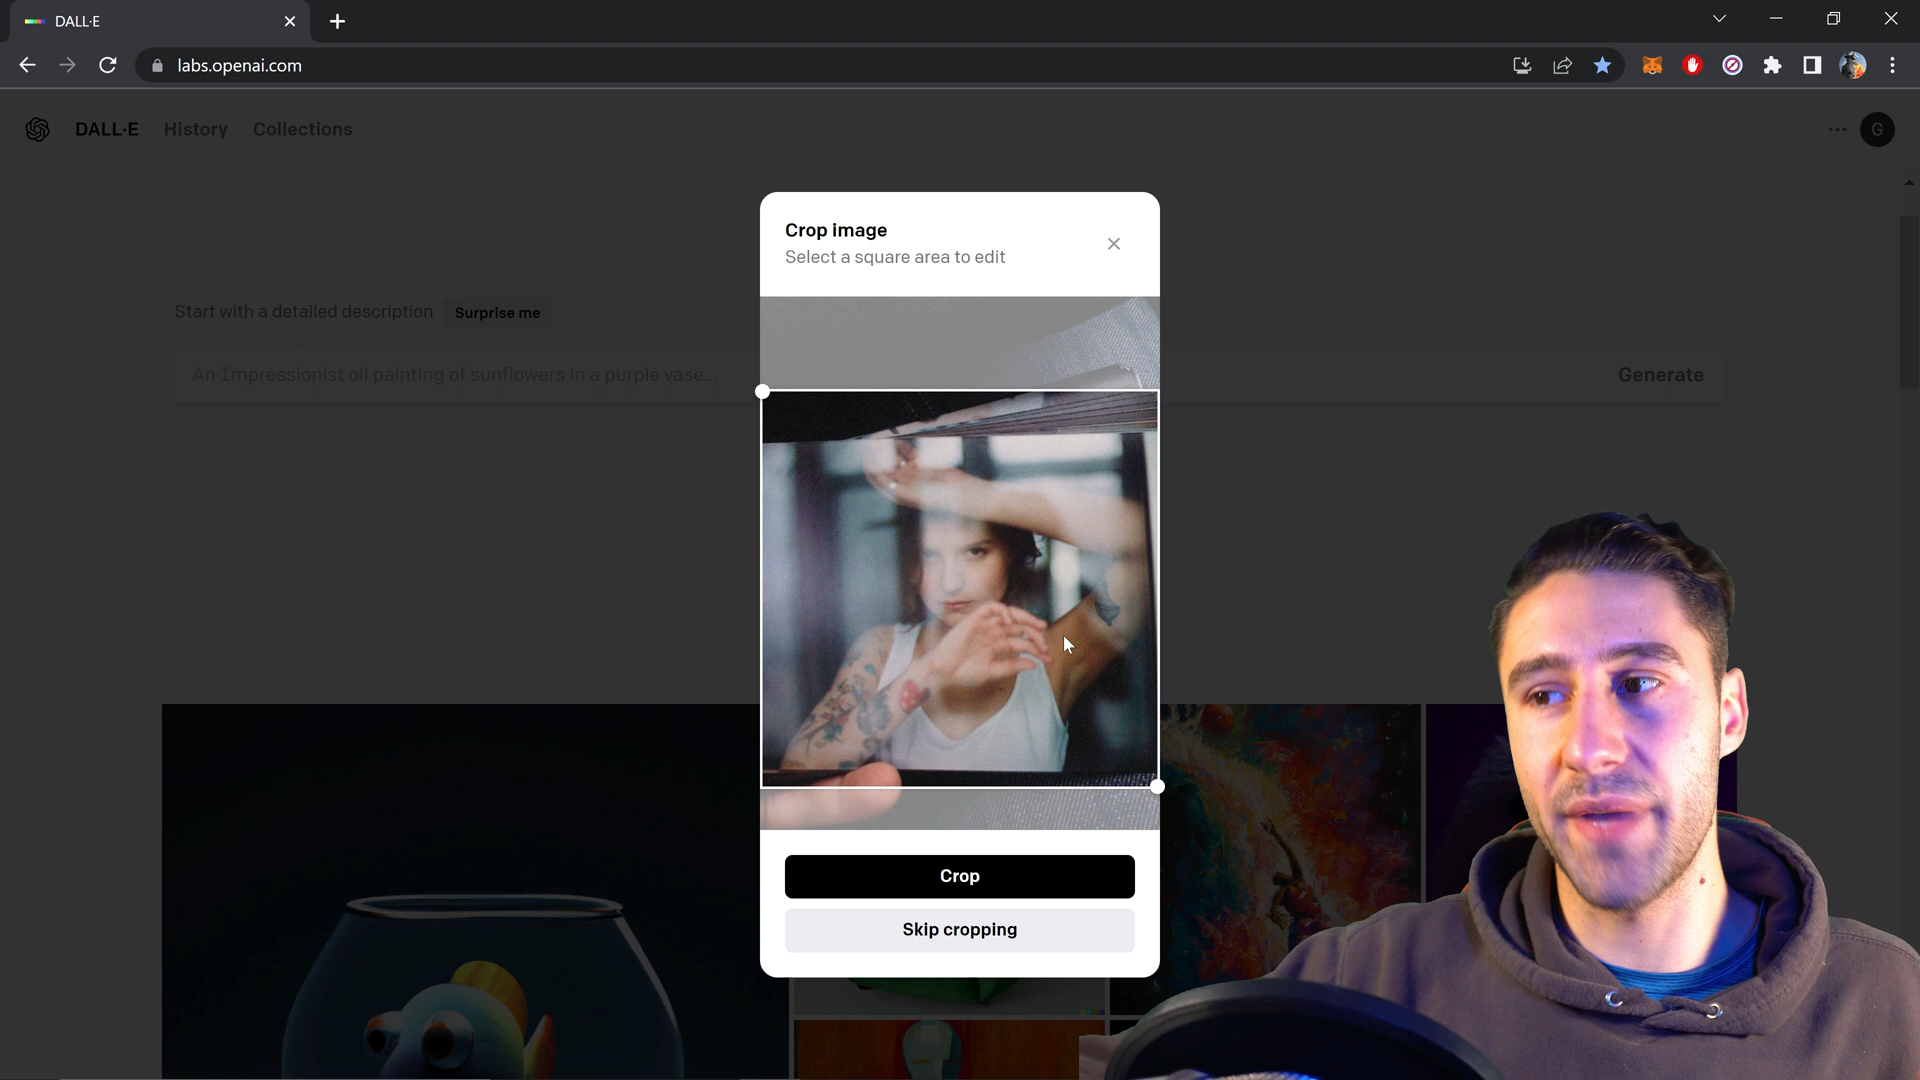 DALL·E
labs.openai.com
DALL·E History Collections
G
Crop image
Select a square area to edit
Start with a detailed description Surprise me
An Impressionist oil painting of sunflowers in a purple vase...
Generate
Crop
Skip cropping